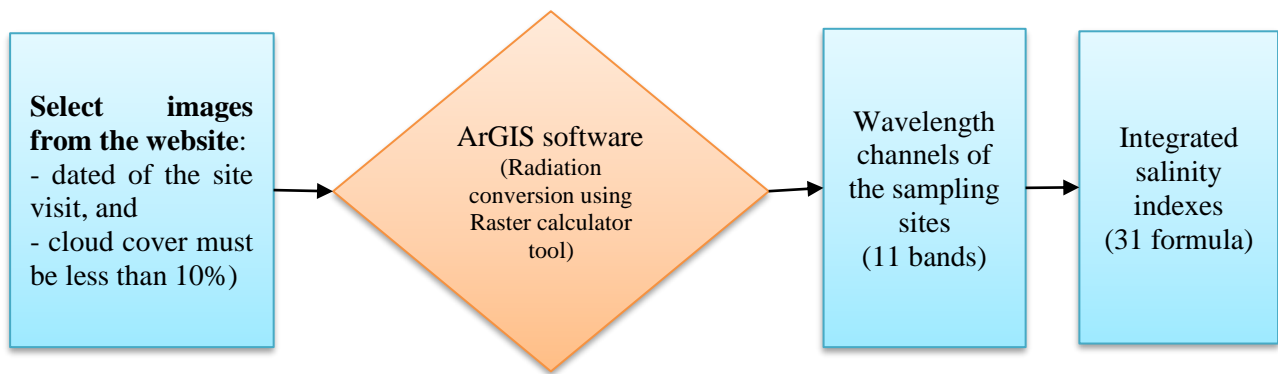 Select images
from the website:
- dated of the site
visit, and
- cloud cover must
be less than 10%)
ArGIS software
(Radiation
conversion using
Raster calculator
tool)
Wavelength
channels of
the sampling
sites
(11 bands)
Integrated
salinity
indexes
(31 formula)